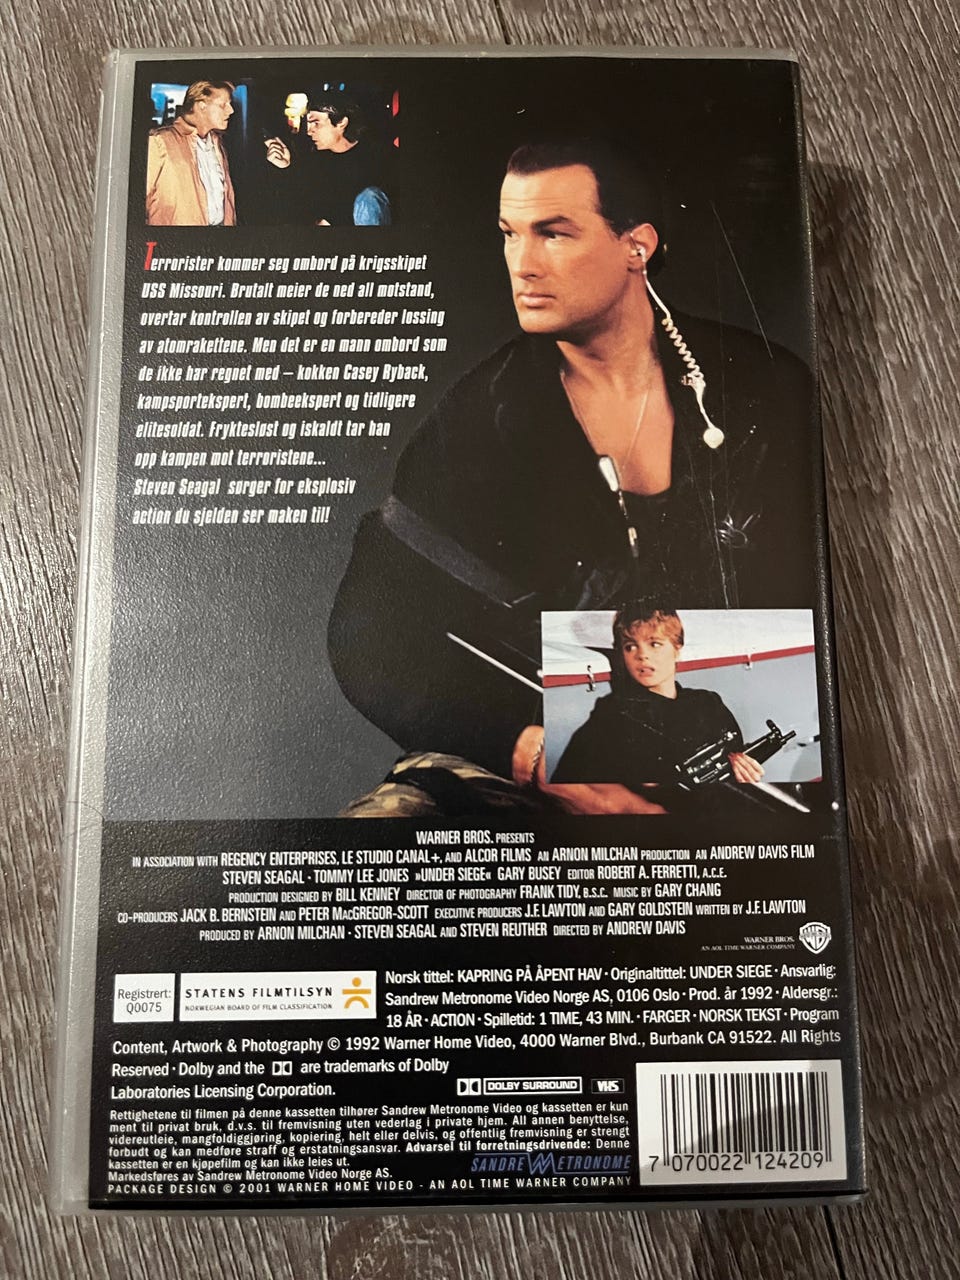 Terrorister kommer seg ombord på krigsskipet
USS Missouri. Brutalt meier de ned all motstand,
overtar kontrollen av skipet og forbereder lossing
av atomrakettene. Men det er en mann ombord som
de ikke har regnet med – kokken Casey Ryback,
kampsportekspert, bombeekspert og tidligere
elitesoldat. Fryktesløst og iskaldt tar han
opp kampen mot terroristene...
Steven Seagal sørger for eksplosiv
action du sjelden ser maken til!
WARNER BROS. PRESENTS
IN ASSOCIATION WITH REGENCY ENTERPRISES, LE STUDIO CANAL+, AND ALCOR FILMS AN ARNON MILCHAN PRODUCTION AN ANDREW DAVIS FILM
STEVEN SEAGAL · TOMMY LEE JONES »UNDER SIEGE« GARY BUSEY EDITOR ROBERT A. FERRETTI, A.C.E.
PRODUCTION DESIGNED BY BILL KENNEY DIRECTOR OF PHOTOGRAPHY FRANK TIDY, B.S.C. MUSIC BY GARY CHANG
CO-PRODUCERS JACK B. BERNSTEIN AND PETER MACGREGOR-SCOTT EXECUTIVE PRODUCERS J.F. LAWTON AND GARY GOLDSTEIN WRITTEN BY J.F. LAWTON
PRODUCED BY ARNON MILCHAN · STEVEN SEAGAL AND STEVEN REUTHER DIRECTED BY ANDREW DAVIS
WARNER BROS.
AN AOL TIME WARNER COMPANY
Registrert:
Q0075
STATENS FILMTILSYN
NORWEGIAN BOARD OF FILM CLASSIFICATION
Norsk tittel: KAPRING PÅ ÅPENT HAV · Originaltittel: UNDER SIEGE · Ansvarlig:
Sandrew Metronome Video Norge AS, 0106 Oslo · Prod. år 1992 · Aldersgr.:
18 ÅR · ACTION · Spilletid: 1 TIME, 43 MIN. · FARGER · NORSK TEKST · Program
Content, Artwork & Photography © 1992 Warner Home Video, 4000 Warner Blvd., Burbank CA 91522. All Rights
Reserved · Dolby and the are trademarks of Dolby
Laboratories Licensing Corporation.
DOLBY SURROUND
VHS
Rettighetene til filmen på denne kassetten tilhører Sandrew Metronome Video og kassetten er kun
ment til privat bruk, d.v.s. til fremvisning uten vederlag i private hjem. All annen benyttelse,
videreutleie, mangfoldiggjøring, kopiering, helt eller delvis, og offentlig fremvisning er strengt
forbudt og kan medføre straff og erstatningsansvar. Advarsel til forretningsdrivende: Denne
kassetten er en kjøpefilm og kan ikke leies ut.
Markedsføres av Sandrew Metronome Video Norge AS.
SANDREW METRONOME
PACKAGE DESIGN © 2001 WARNER HOME VIDEO - AN AOL TIME WARNER COMPANY
7 070022 124209